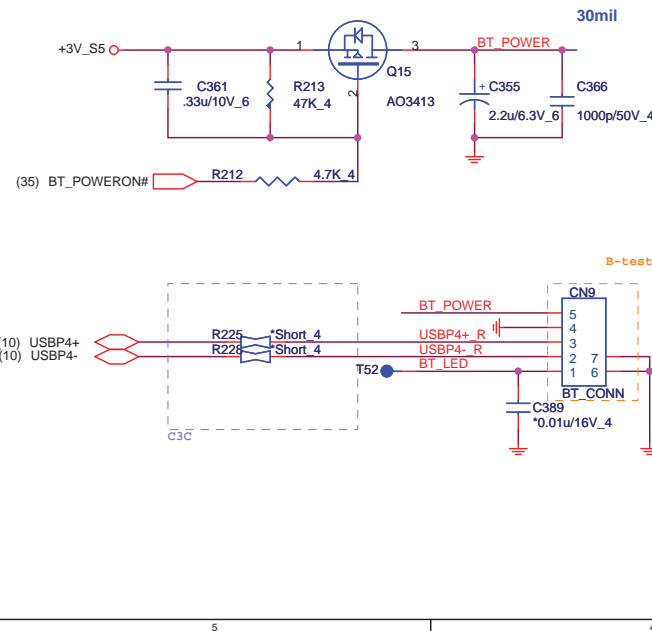 30mil
+3V_S5
1
3
BT_POWER
Q15
C361
.33u/10V_6
R213
47K_4
2
AO3413
+ C355
2.2u/6.3V_6
C366
1000p/50V_4
(35) BT_POWERON#
R212
4.7K_4
B-test
CN9
BT_POWER
5
4
R225
*Short_4
USBP4+_R
3
10) USBP4+
R228
*Short_4
USBP4-_R
2
7
10) USBP4-
T52
BT_LED
1
6
BT_CONN
C389
*0.01u/16V_4
C3C
5
4